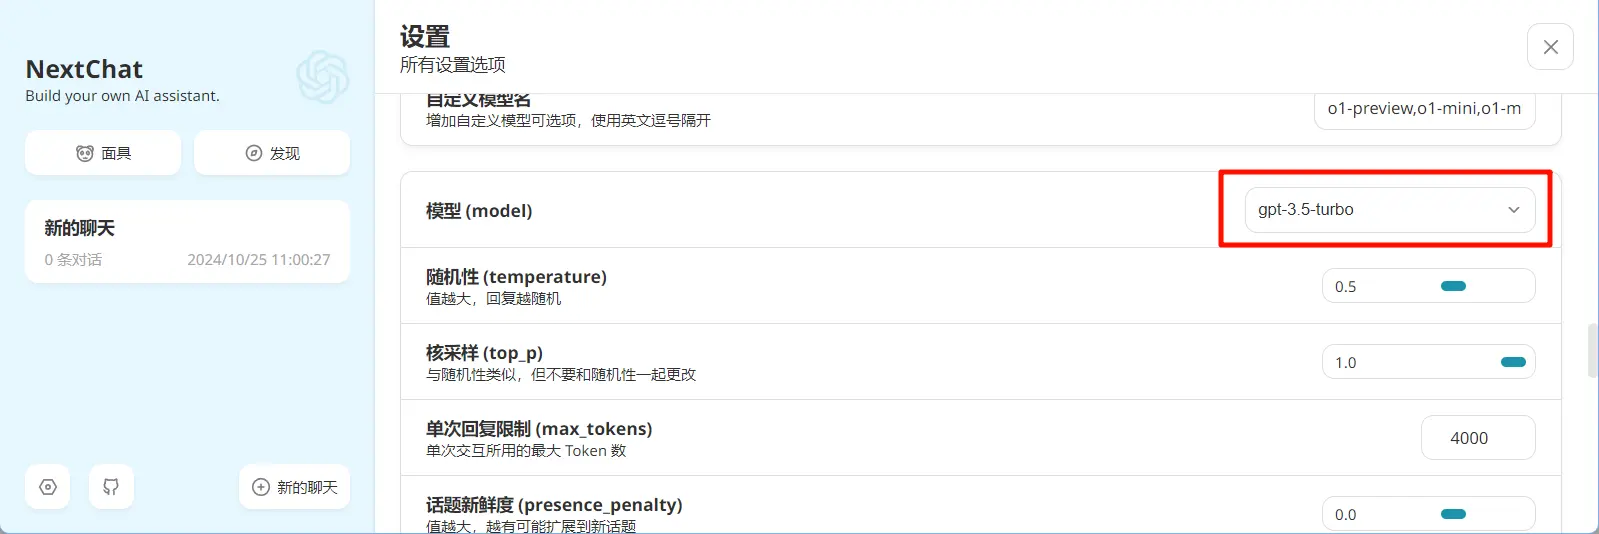 NextChat
Build your own AI assistant.
面具
发现
新的聊天
0 条对话
2024/10/25 11:00:27
新的聊天
设置
所有设置选项
自定义模型名
增加自定义模型可选项，使用英文逗号隔开
o1-preview,o1-mini,o1-m
模型 (model)
gpt-3.5-turbo
随机性 (temperature)
值越大，回复越随机
0.5
核采样 (top_p)
与随机性类似，但不要和随机性一起更改
1.0
单次回复限制 (max_tokens)
单次交互所用的最大 Token 数
4000
话题新鲜度 (presence_penalty)
值越大，越有可能扩展到新话题
0.0